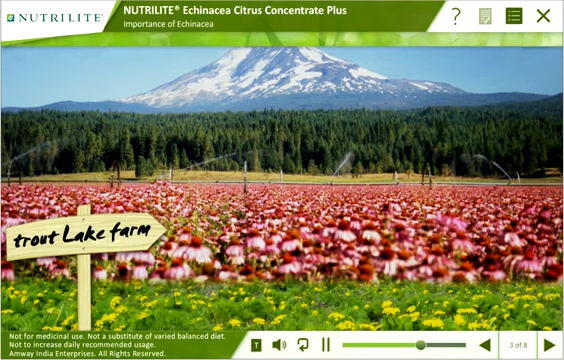 NUTRILITE®
NUTRILITE® Echinacea Citrus Concentrate Plus
Importance of Echinacea
?
trout Lake farm
Not for medicinal use. Not a substitute of varied balanced diet.
Not to increase daily recommended usage.
Amway India Enterprises. All Rights Reserved.
T
3 of 8